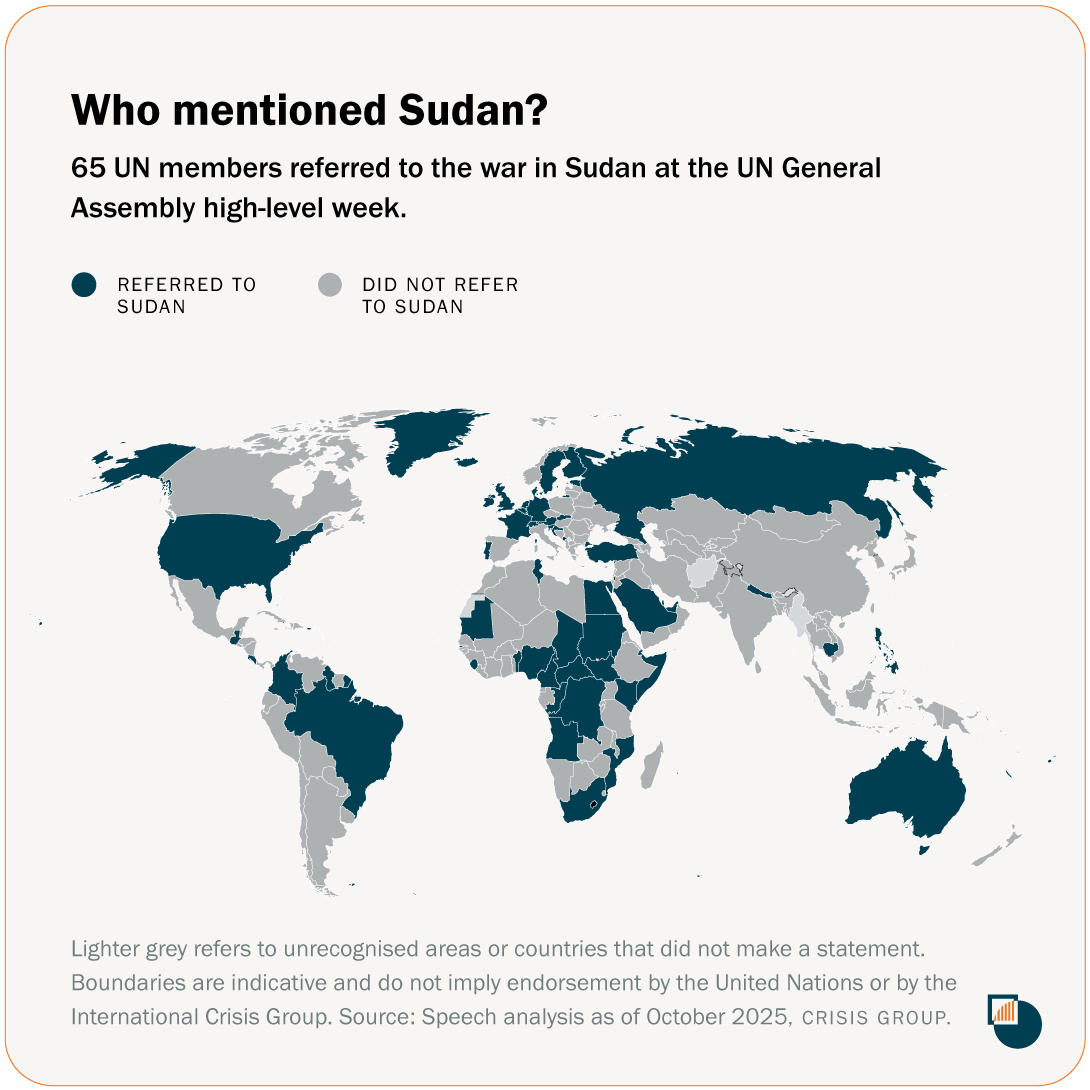 Who mentioned Sudan?
65 UN members referred to the war in Sudan at the UN General
Assembly high-level week.
REFERRED TO
SUDAN
DID NOT REFER
TO SUDAN
Lighter grey refers to unrecognised areas or countries that did not make a statement.
Boundaries are indicative and do not imply endorsement by the United Nations or by the
International Crisis Group. Source: Speech analysis as of October 2025, CRISIS GROUP.